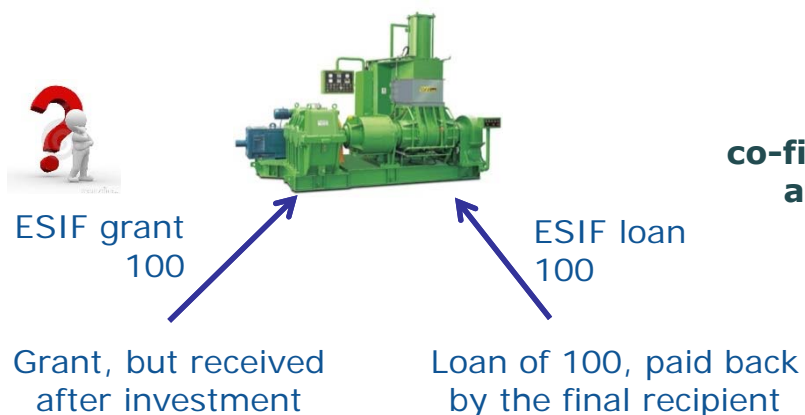 co-fi
a
ESIF grant
100
ESIF loan
100
Grant, but received
after investment
Loan of 100, paid back
by the final recipient